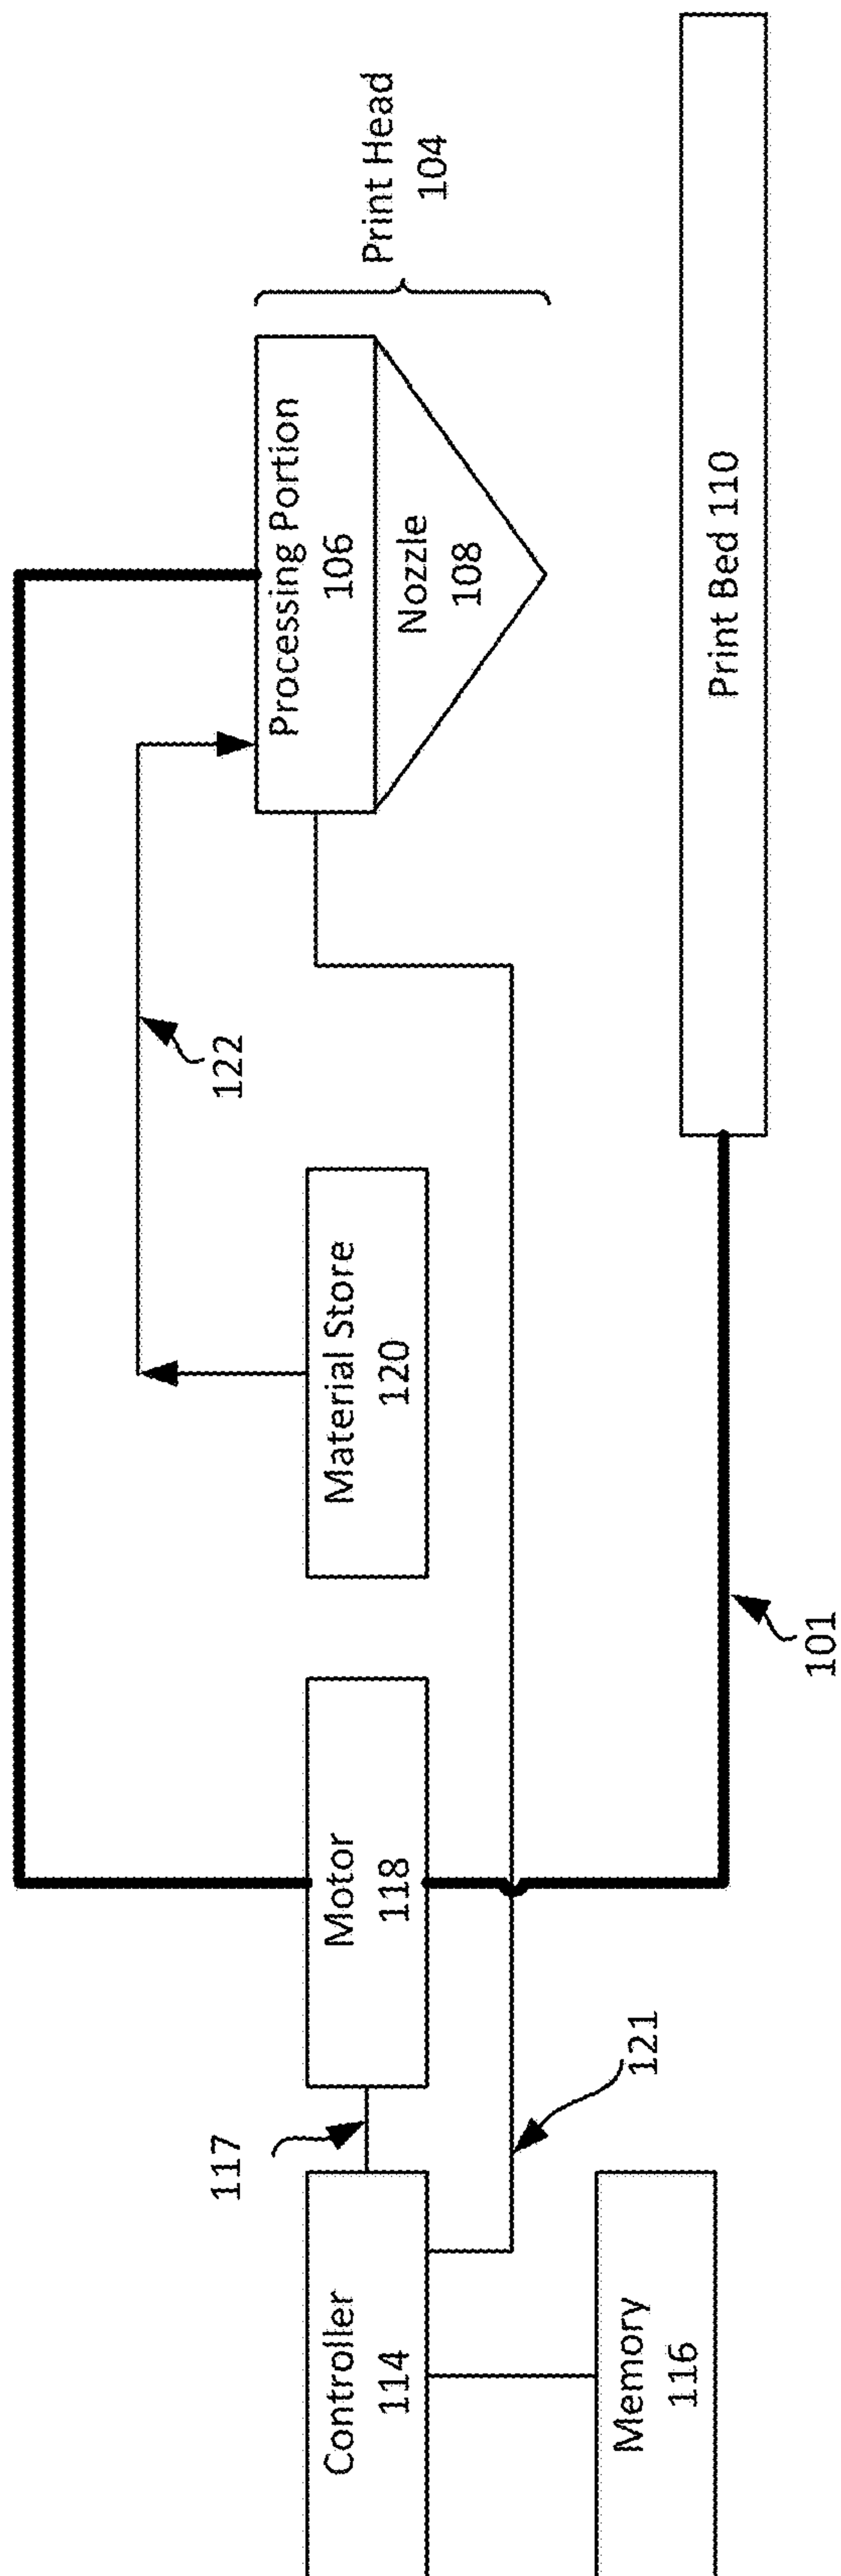 Print Head
104
Processing Portion
106
Nozzle
108
Print Bed 110
122
Material Store
120
Motor
118
101
117
121
Controller
114
Memory
116